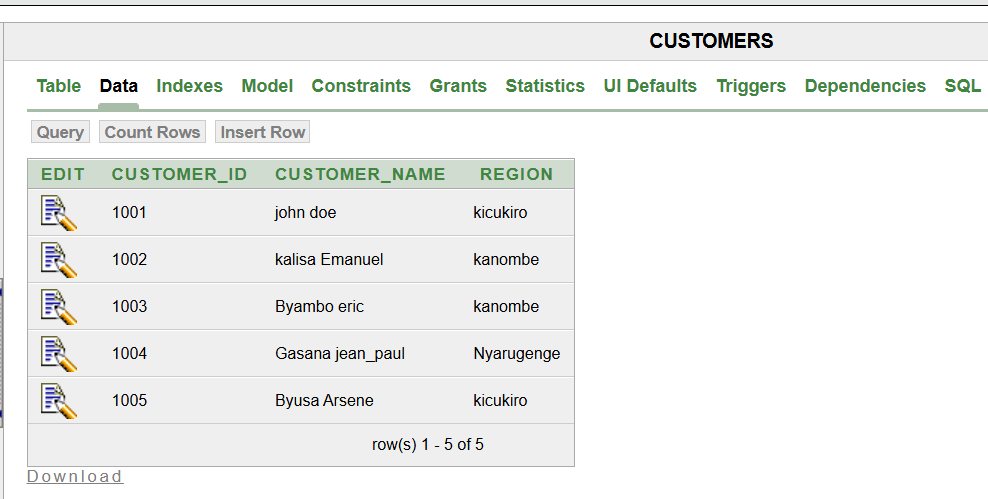 CUSTOMERS
Table Data Indexes Model Constraints Grants Statistics UI Defaults Triggers Dependencies SQL
Query Count Rows Insert Row
EDIT CUSTOMER_ID CUSTOMER_NAME REGION
1001 john doe kicukiro
1002 kalisa Emanuel kanombe
1003 Byambo eric kanombe
1004 Gasana jean_paul Nyarugenge
1005 Byusa Arsene kicukiro
row(s) 1 - 5 of 5
Download